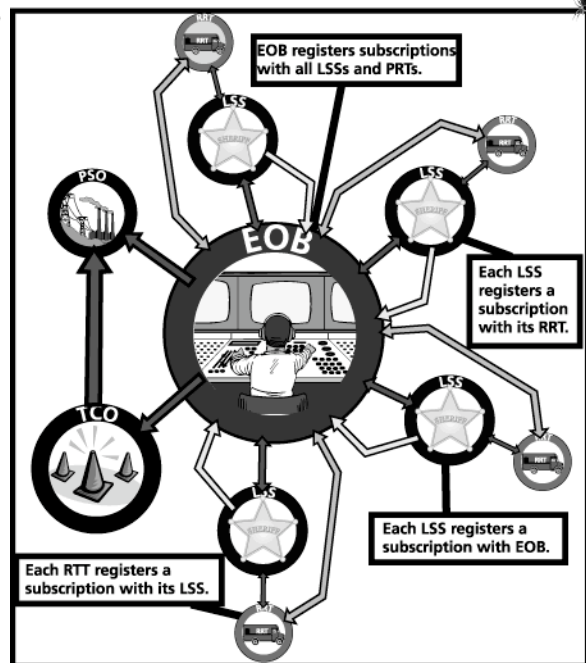 RRT
RRT
EOB registers subscriptions
with all LSSs and PRTs.
LSS
SHERIFF
RRT
RRT
PSO
LSS
SHERIFF
EOB
Each LSS
registers a
subscription
with its RRT.
LSS
SHERIFF
TCO
RRT
RRT
LSS
SHERIFF
Each LSS registers a
subscription with EOB.
Each RTT registers a
subscription with its LSS.
RRT
RRT